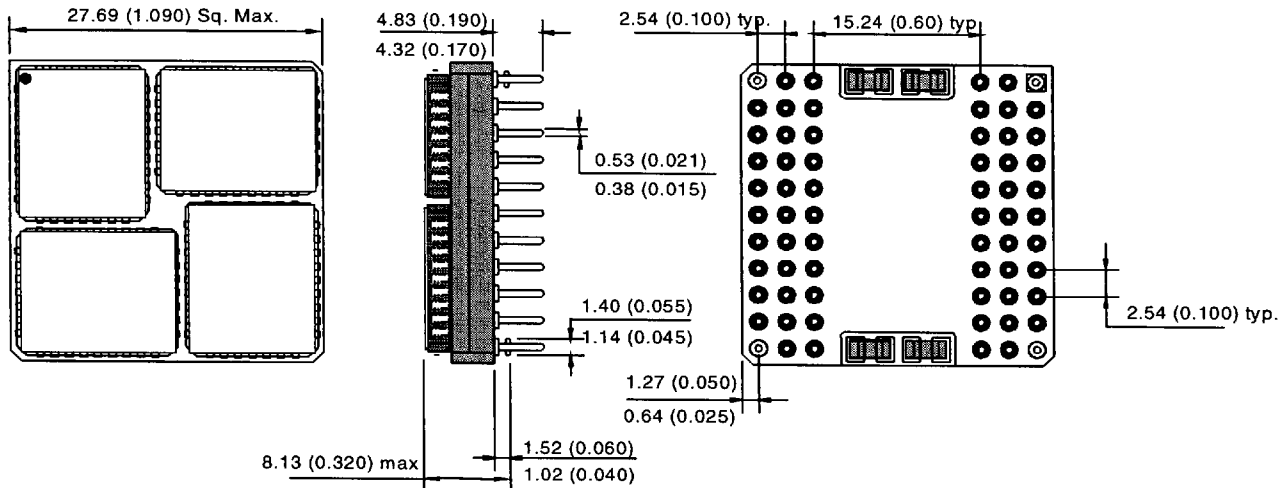 27.69 (1.090) Sq. Max.
4.83 (0.190)
4.32 (0.170)
2.54 (0.100) typ.
15.24 (0.60) typ
0.53 (0.021)
0.38 (0.015)
1.40 (0.055)
1.14 (0.045)
2.54 (0.100) typ.
1.27 (0.050)
0.64 (0.025)
8.13 (0.320) max
1.52 (0.060)
1.02 (0.040)